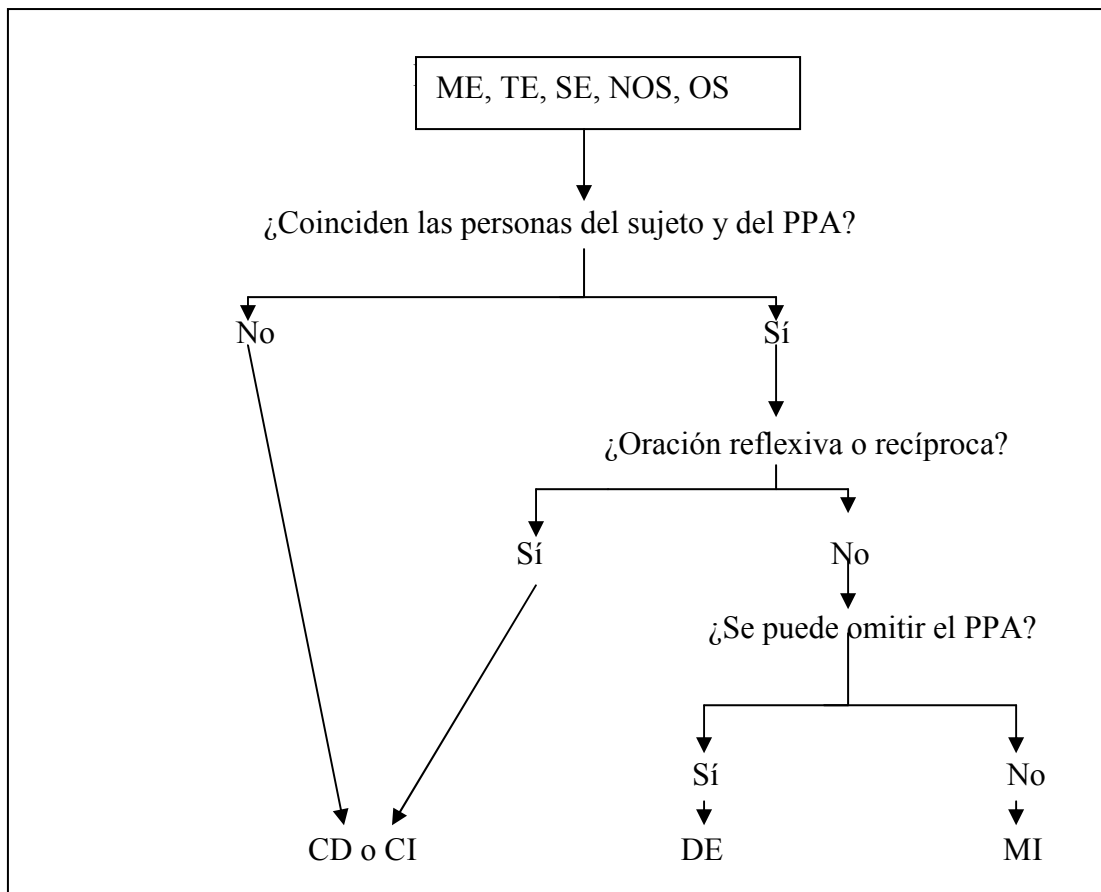 ME, TE, SE, NOS, OS
¿Coinciden las personas del sujeto y del PPA?
No
Sí
¿Oración reflexiva o recíproca?
Sí
No
¿Se puede omitir el PPA?
Sí
No
CD o CI
DE
MI